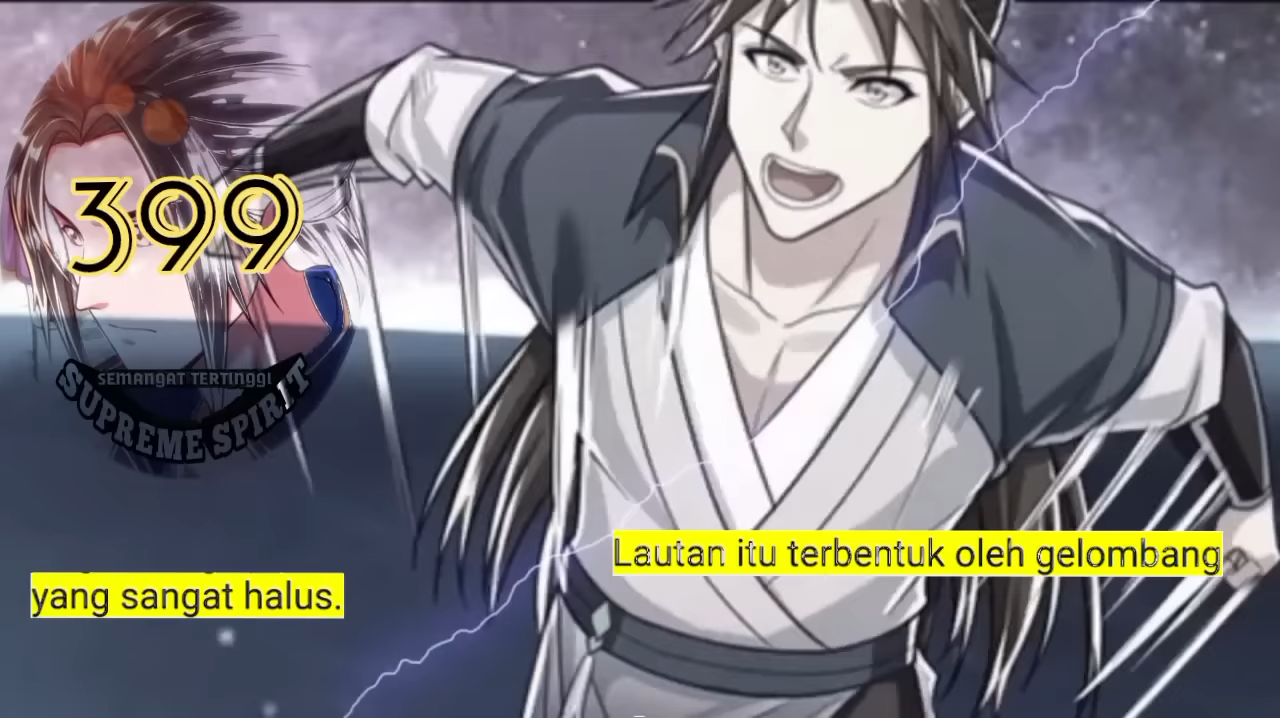 399
SEMANGAT TERTINGGI
SUPREME SPIRIT
Lautan itu terbentuk oleh gelombang
yang sangat halus.